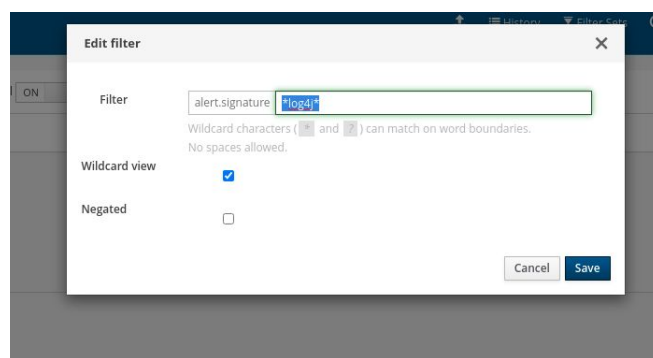 History Filter Sets
Edit filter
ON
Filter
alert.signature *log4j*
Wildcard characters ( * and ? ) can match on word boundaries.
No spaces allowed.
Wildcard view
Negated
Cancel Save